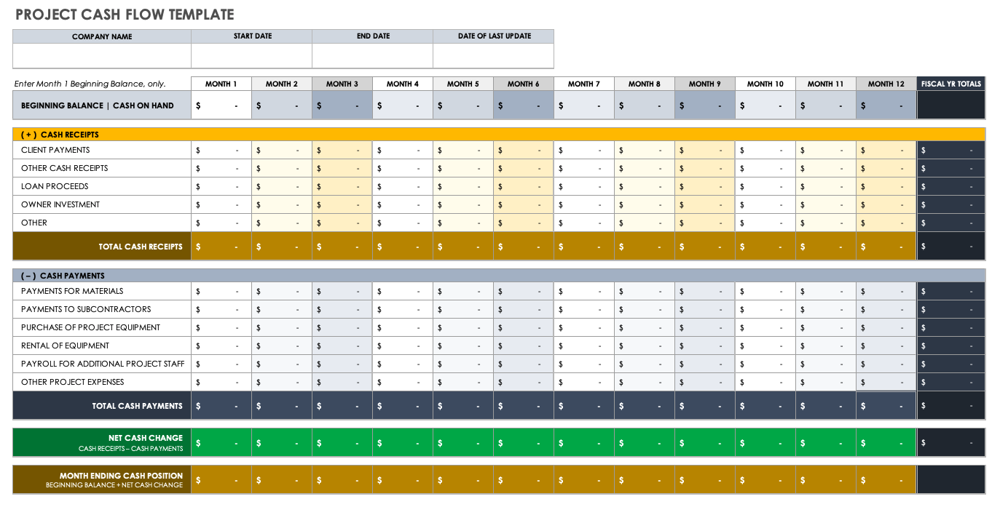 PROJECT CASH FLOW TEMPLATE
COMPANY NAME START DATE END DATE DATE OF LAST UPDATE
Enter Month 1 Beginning Balance, only. MONTH 1 MONTH 2 MONTH 3 MONTH 4 MONTH 5 MONTH 6 MONTH 7 MONTH 8 MONTH 9 MONTH 10 MONTH 11 MONTH 12 FISCAL YR TOTALS
BEGINNING BALANCE | CASH ON HAND $ - $ - $ - $ - $ - $ - $ - $ - $ - $ - $ - $ -
( + ) CASH RECEIPTS
CLIENT PAYMENTS $ - $ - $ - $ - $ - $ - $ - $ - $ - $ - $ - $ - $ -
OTHER CASH RECEIPTS $ - $ - $ - $ - $ - $ - $ - $ - $ - $ - $ - $ - $ -
LOAN PROCEEDS $ - $ - $ - $ - $ - $ - $ - $ - $ - $ - $ - $ - $ -
OWNER INVESTMENT $ - $ - $ - $ - $ - $ - $ - $ - $ - $ - $ - $ - $ -
OTHER $ - $ - $ - $ - $ - $ - $ - $ - $ - $ - $ - $ - $ -
TOTAL CASH RECEIPTS $ - $ - $ - $ - $ - $ - $ - $ - $ - $ - $ - $ - $ -
( – ) CASH PAYMENTS
PAYMENTS FOR MATERIALS $ - $ - $ - $ - $ - $ - $ - $ - $ - $ - $ - $ - $ -
PAYMENTS TO SUBCONTRACTORS $ - $ - $ - $ - $ - $ - $ - $ - $ - $ - $ - $ - $ -
PURCHASE OF PROJECT EQUIPMENT $ - $ - $ - $ - $ - $ - $ - $ - $ - $ - $ - $ - $ -
RENTAL OF EQUIPMENT $ - $ - $ - $ - $ - $ - $ - $ - $ - $ - $ - $ - $ -
PAYROLL FOR ADDITIONAL PROJECT STAFF $ - $ - $ - $ - $ - $ - $ - $ - $ - $ - $ - $ - $ -
OTHER PROJECT EXPENSES $ - $ - $ - $ - $ - $ - $ - $ - $ - $ - $ - $ - $ -
TOTAL CASH PAYMENTS $ - $ - $ - $ - $ - $ - $ - $ - $ - $ - $ - $ - $ -
NET CASH CHANGE
CASH RECEIPTS – CASH PAYMENTS $ - $ - $ - $ - $ - $ - $ - $ - $ - $ - $ - $ - $ -
MONTH ENDING CASH POSITION
BEGINNING BALANCE + NET CASH CHANGE $ - $ - $ - $ - $ - $ - $ - $ - $ - $ - $ - $ -